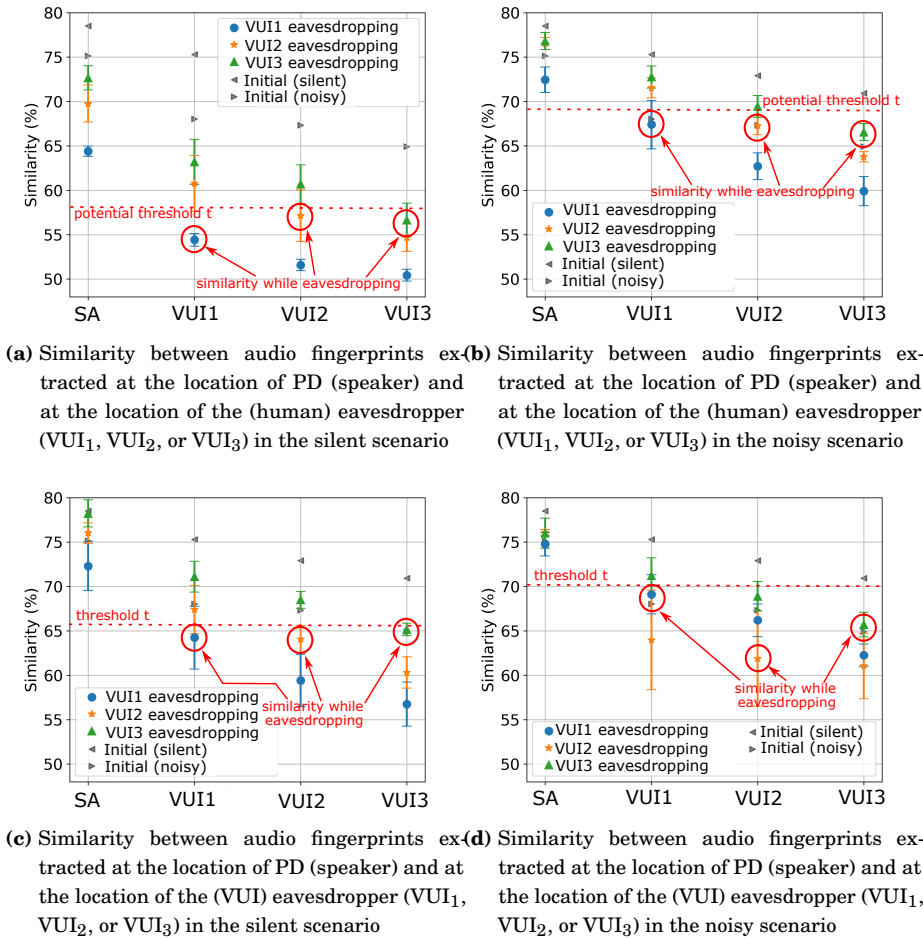 80
75
70
65
60
55
50
Similarity (%)
VUI1 eavesdropping
VUI2 eavesdropping
VUI3 eavesdropping
Initial (silent)
Initial (noisy)
potential threshold t
similarity while eavesdropping
SA VUI1 VUI2 VUI3
80
75
70
65
60
55
50
Similarity (%)
potential threshold t
similarity while eavesdropping
VUI1 eavesdropping
VUI2 eavesdropping
VUI3 eavesdropping
Initial (silent)
Initial (noisy)
SA VUI1 VUI2 VUI3
(a) Similarity between audio fingerprints ex-
tracted at the location of PD (speaker) and
at the location of the (human) eavesdropper
(VUI1, VUI2, or VUI3) in the silent scenario
(b) Similarity between audio fingerprints ex-
tracted at the location of PD (speaker) and
at the location of the (human) eavesdropper
(VUI1, VUI2, or VUI3) in the noisy scenario
80
75
70
65
60
55
50
Similarity (%)
threshold t
similarity while
eavesdropping
VUI1 eavesdropping
VUI2 eavesdropping
VUI3 eavesdropping
Initial (silent)
Initial (noisy)
SA VUI1 VUI2 VUI3
80
75
70
65
60
55
50
Similarity (%)
threshold t
similarity while
eavesdropping
VUI1 eavesdropping
VUI2 eavesdropping
VUI3 eavesdropping
Initial (silent)
Initial (noisy)
SA VUI1 VUI2 VUI3
(c) Similarity between audio fingerprints ex-
tracted at the location of PD (speaker) and at
the location of the (VUI) eavesdropper (VUI1,
VUI2, or VUI3) in the silent scenario
(d) Similarity between audio fingerprints ex-
tracted at the location of PD (speaker) and at
the location of the (VUI) eavesdropper (VUI1,
VUI2, or VUI3) in the noisy scenario